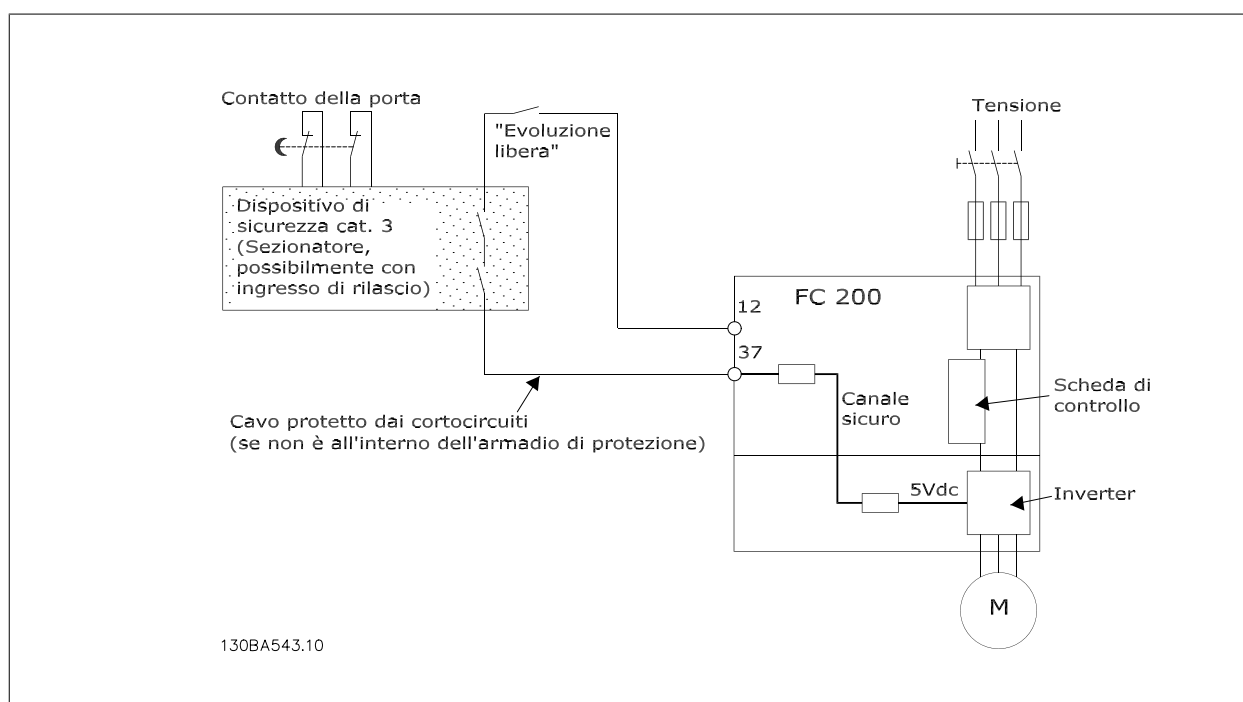 Contatto della porta
"Evoluzione
libera"
Tensione
Dispositivo di
sicurezza cat. 3
(Sezionatore,
possibilmente con
ingresso di rilascio)
12
FC 200
37
Canale
sicuro
Scheda di
controllo
Cavo protetto dai cortocircuiti
(se non è all'interno dell'armadio di protezione)
5Vdc
Inverter
M
130BA543.10